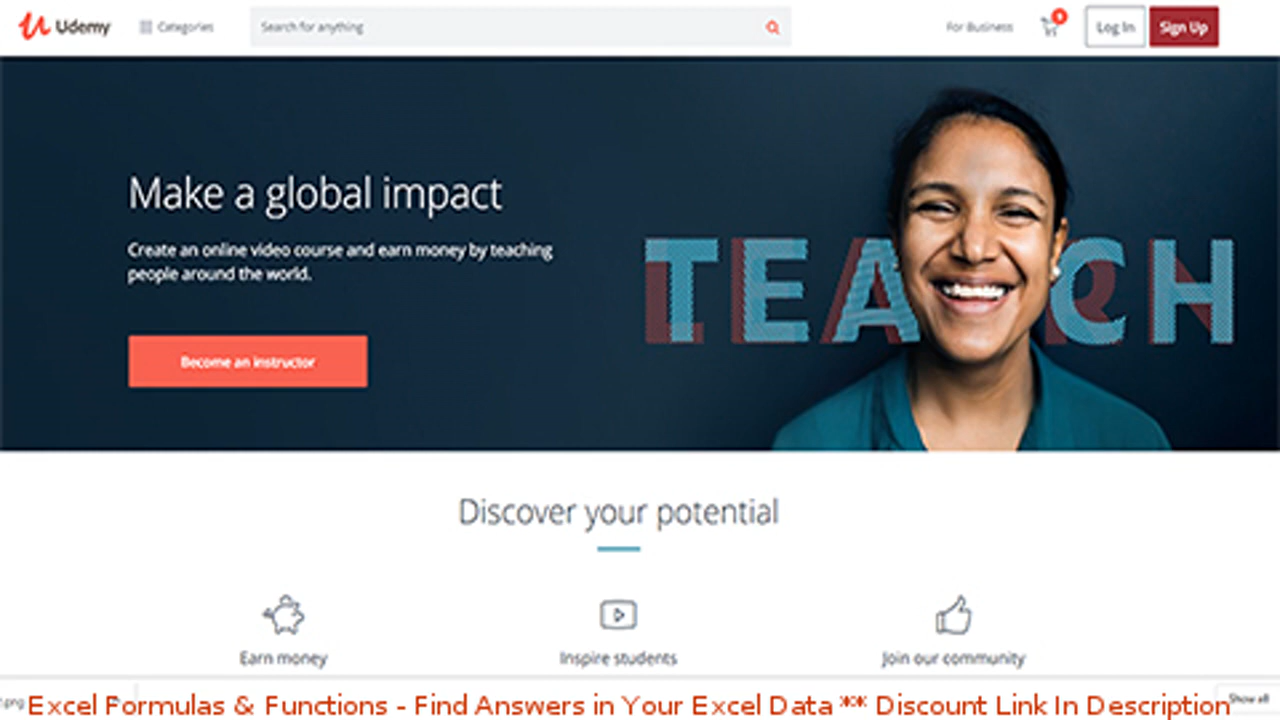 Udemy
Categories
Search for anything
For Business
Log In
Sign Up
Make a global impact
Create an online video course and earn money by teaching
people around the world.
TEACH
Become an instructor
Discover your potential
Earn money
Inspire students
Join our community
Excel Formulas & Functions - Find Answers in Your Excel Data ** Discount Link In Description
Show all